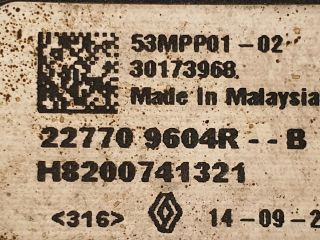 53MPP01-02
30173968
Made In Malaysia
22770 9604R--B
H8200741321
<316> 14-09-2